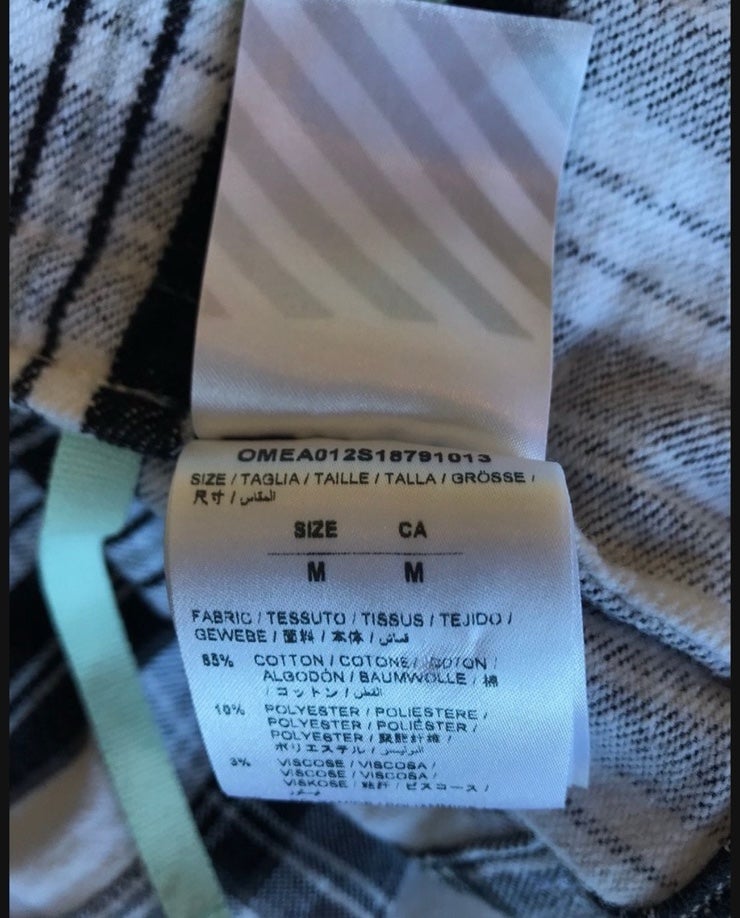 OMEA012S18791013
SIZE / TAGLIA / TAILLE / TALLA / GRÖSSE /
尺寸 / المقاس
SIZE CA
M M
FABRIC / TESSUTO / TISSUS / TEJIDO /
GEWEBE / 面料 / 本体 / قماش
COTTON / COTONE / COTON /
ALGODÓN / BAUMWOLLE / 棉
/ コットン / القطن
10% POLYESTER / POLIESTERE /
POLYESTER / POLIÉSTER /
POLYESTER / 聚酯纤维 /
ポリエステル /
VISCOSE / VISCOSA /
VISCOSE / VISCOSA /
VISKOSE / ビスコース /